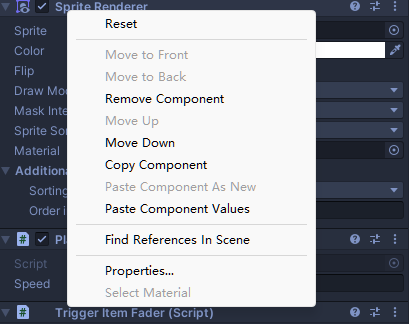 Sprite Renderer
Reset
Sprite
Color
Move to Front
Flip
Move to Back
Draw Mo
Remove Component
Mask Inte
Move Up
Sprite Sor
Move Down
Material
Copy Component
Additiona
Paste Component As New
Sorting
Paste Component Values
Order i
# Pla
Find References In Scene
Script
Properties...
Speed
Select Material
# Trigger Item Fader (Script)